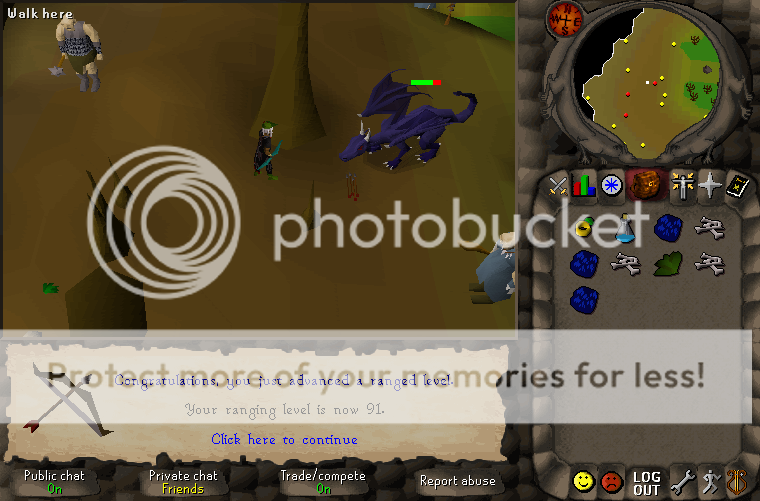 Walk here
W E
S
photobucket
Protect more of your memories for less!
Congratulations, you just advanced a ranged level.
Your ranging level is now 91.
Click here to continue
Public chat
On
Private chat
Friends
Trade/compete
On
Report abuse
LOG
OUT